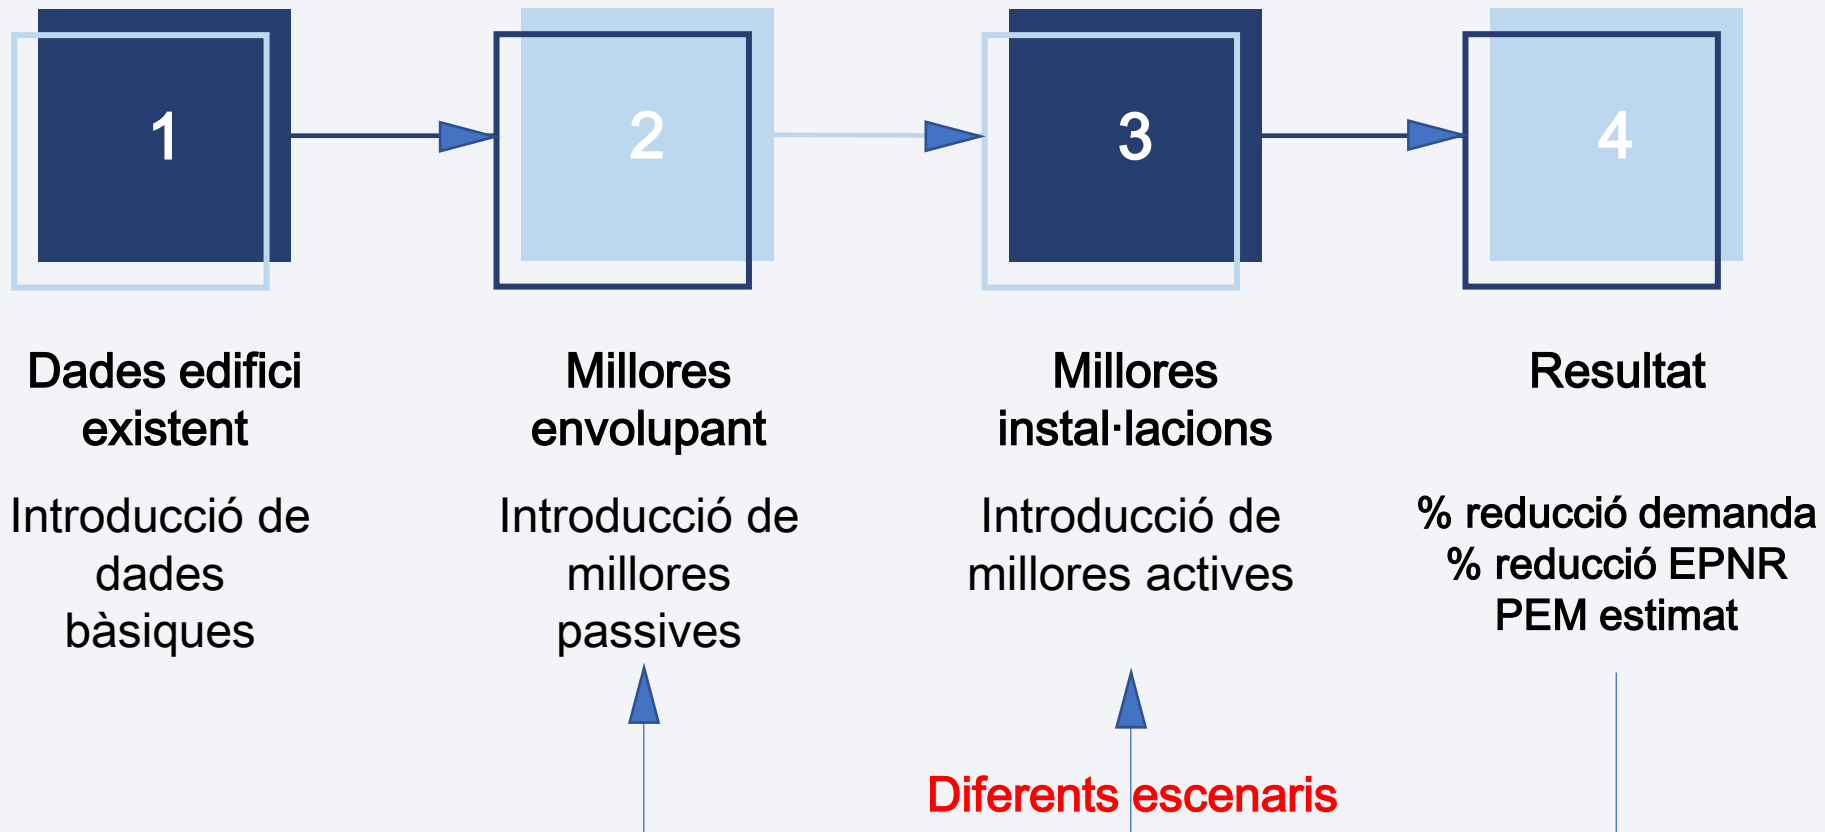 1
2
3
4
Dades edifici
existent
Introducció de
dades
bàsiques
Millores
envolupant
Introducció de
millores
passives
Millores
instal·lacions
Introducció de
millores actives
Resultat
% reducció demanda
% reducció EPNR
PEM estimat
Diferents escenaris